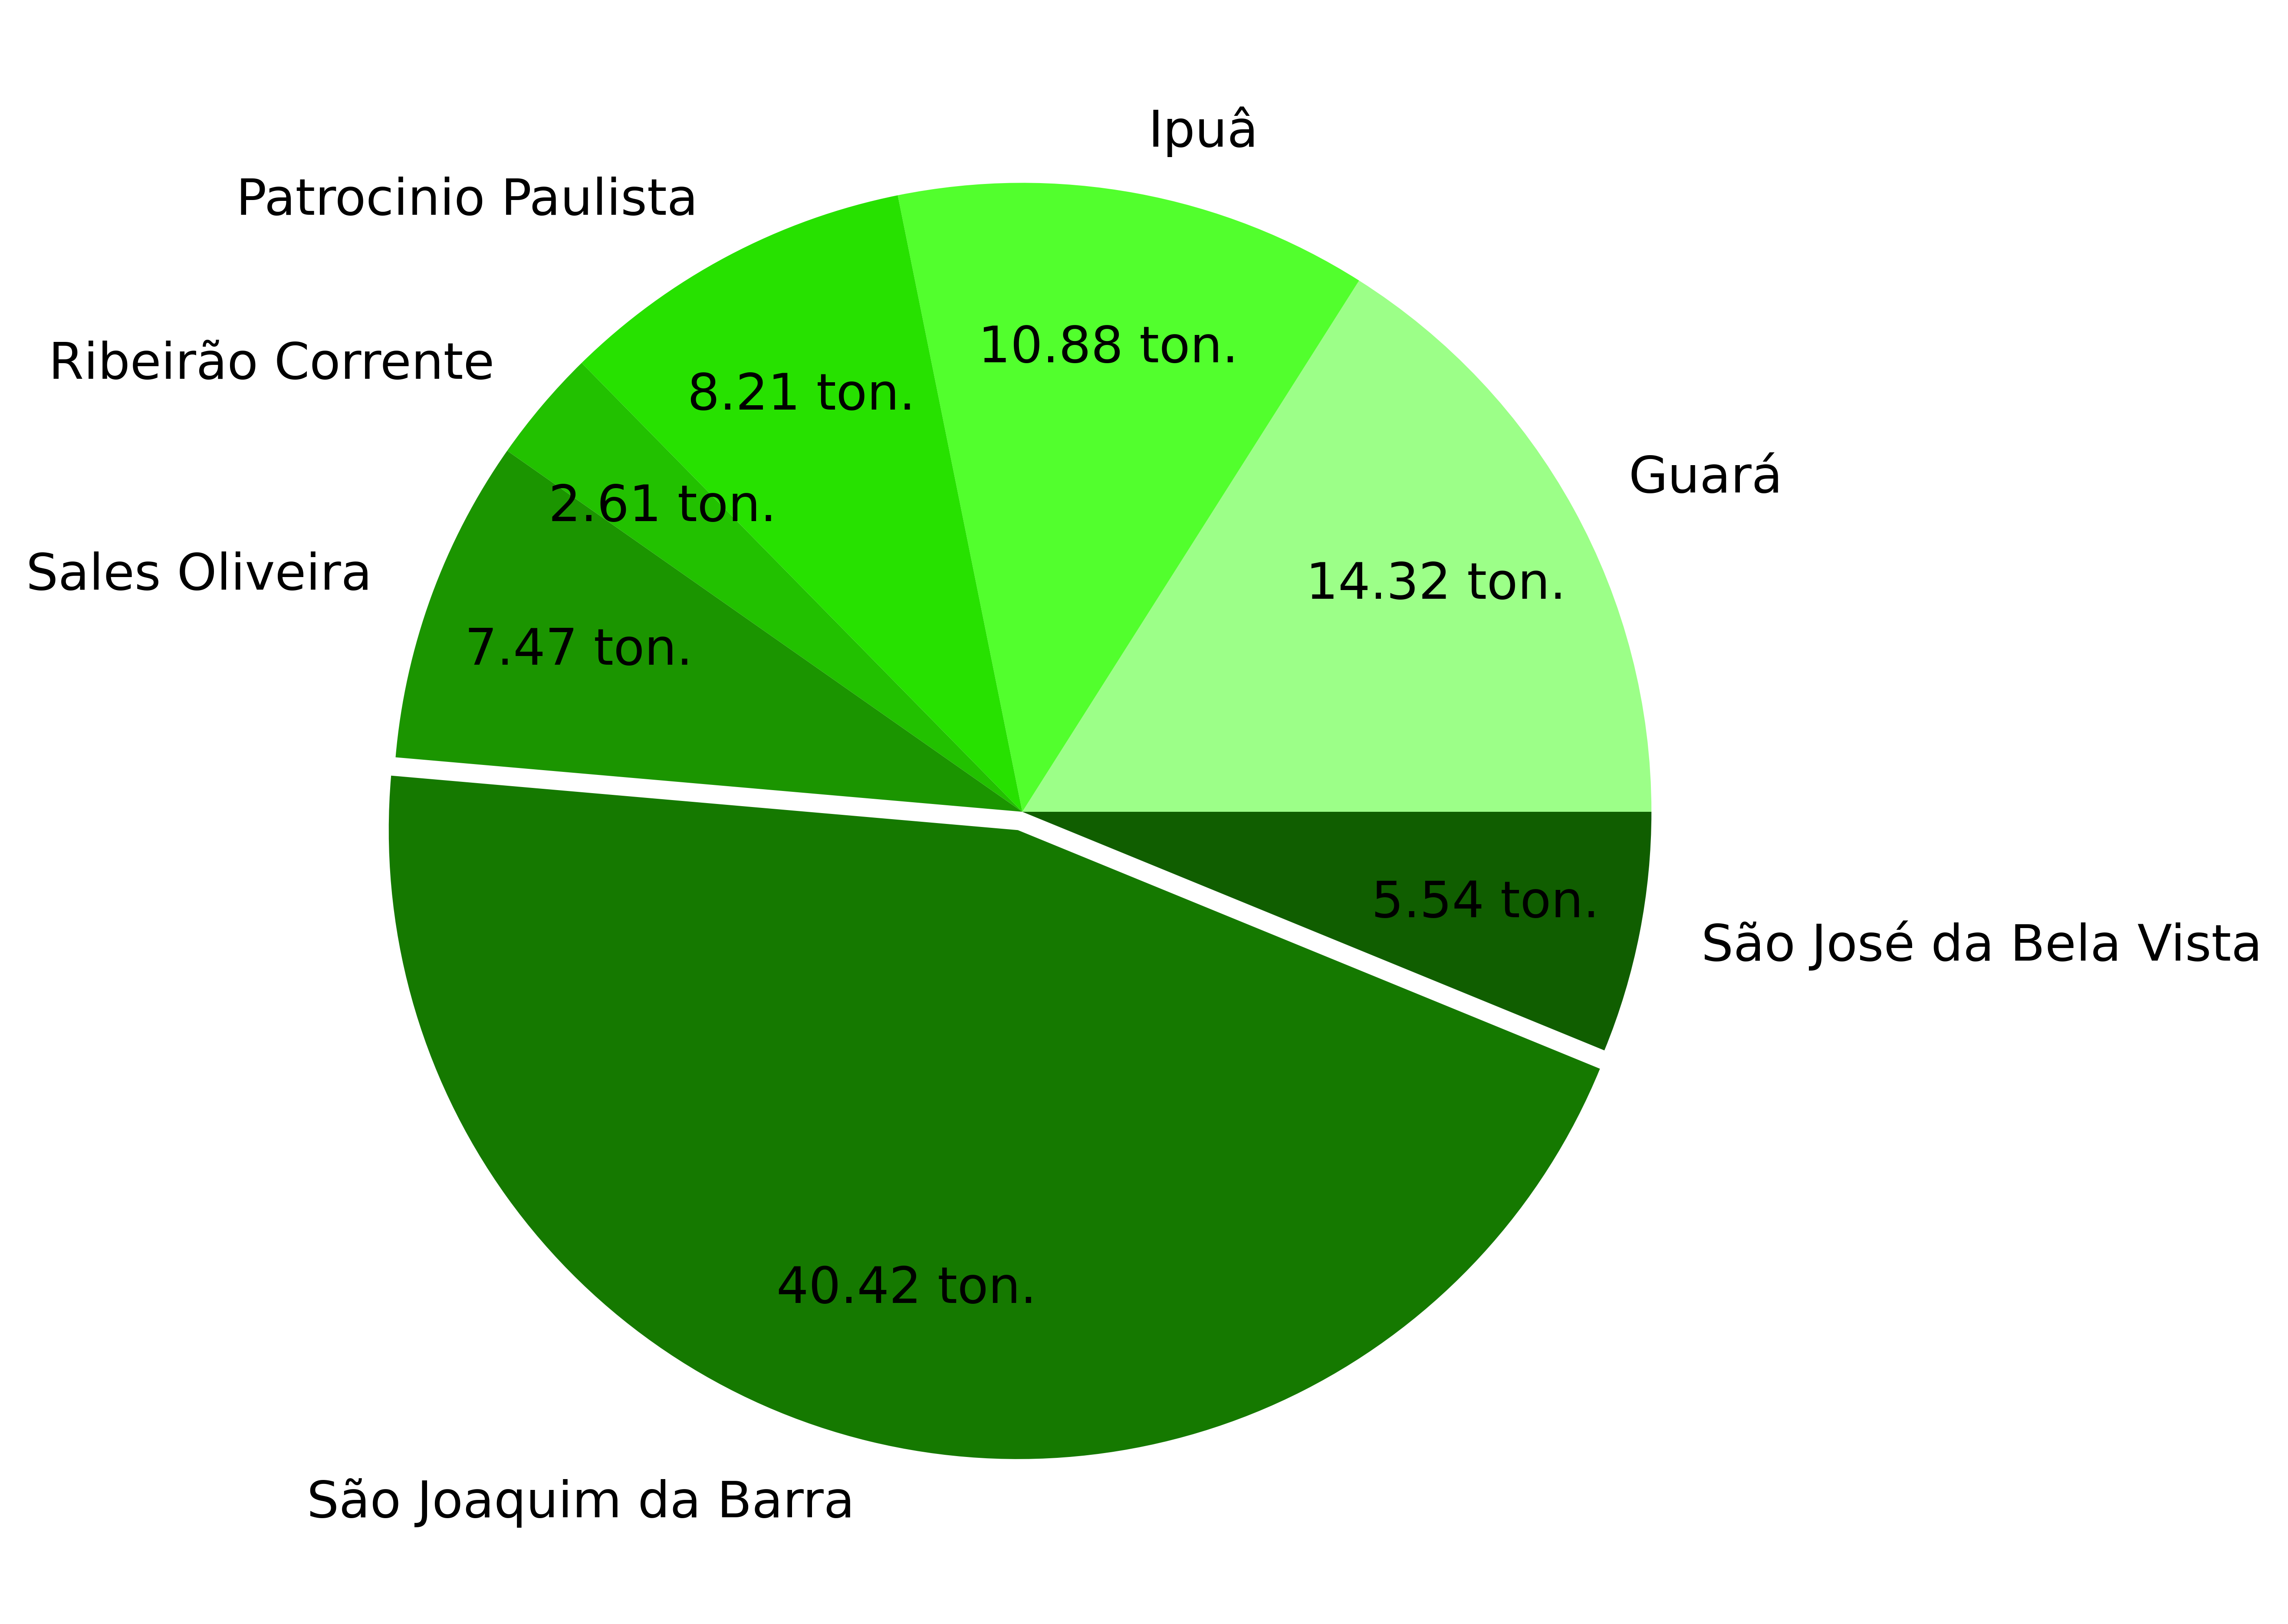 Ipuâ
Patrocinio Paulista
10.88 ton.
Ribeirão Corrente
8.21 ton.
Guará
2.61 ton.
14.32 ton.
Sales Oliveira
7.47 ton.
5.54 ton.
São José da Bela Vista
40.42 ton.
São Joaquim da Barra